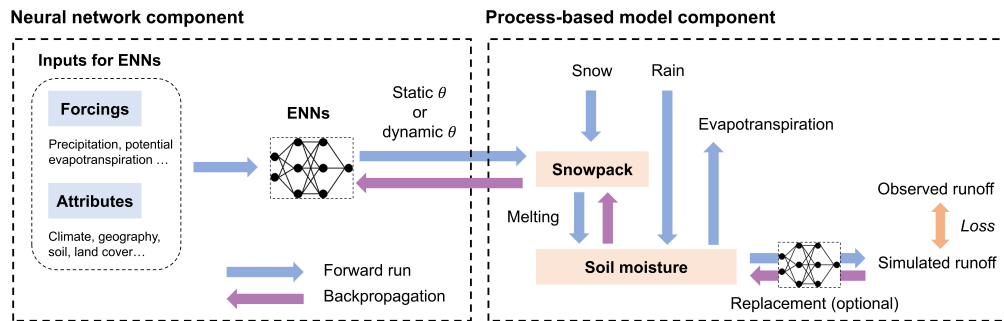 Neural network component
Process-based model component
Inputs for ENNs
Forcings
Precipitation, potential
evapotranspiration ...
Attributes
Climate, geography,
soil, land cover...
ENNs
Static θ
or
dynamic θ
Forward run
Backpropagation
Snow
Rain
Evapotranspiration
Snowpack
Melting
Soil moisture
Observed runoff
Loss
Simulated runoff
Replacement (optional)